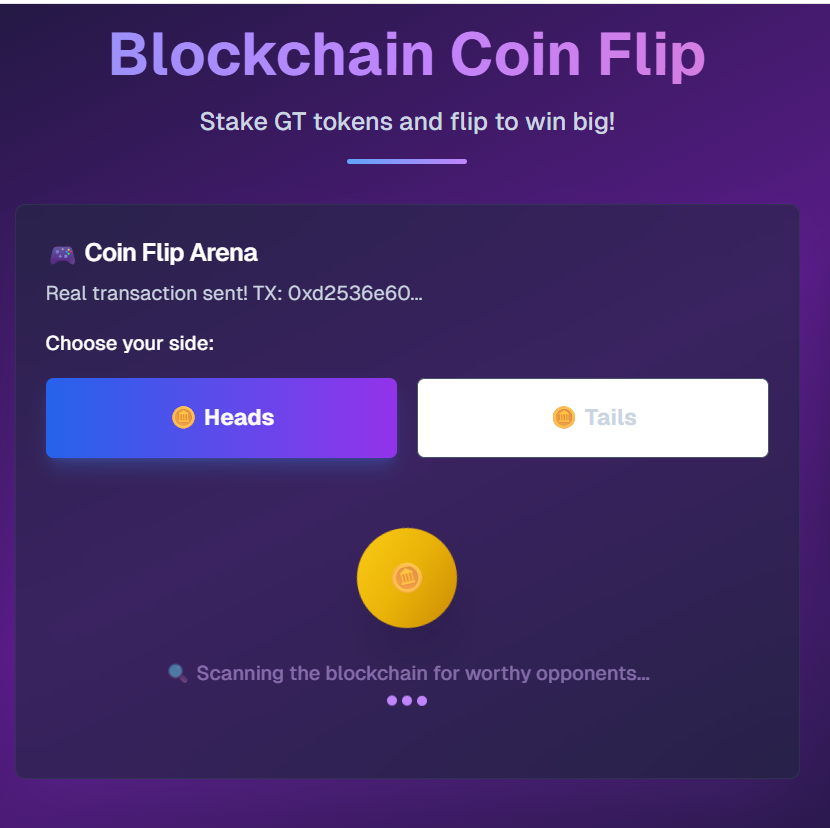 Blockchain Coin Flip
Stake GT tokens and flip to win big!
Coin Flip Arena
Real transaction sent! TX: 0xd2536e60...
Choose your side:
Heads
Tails
Scanning the blockchain for worthy opponents...